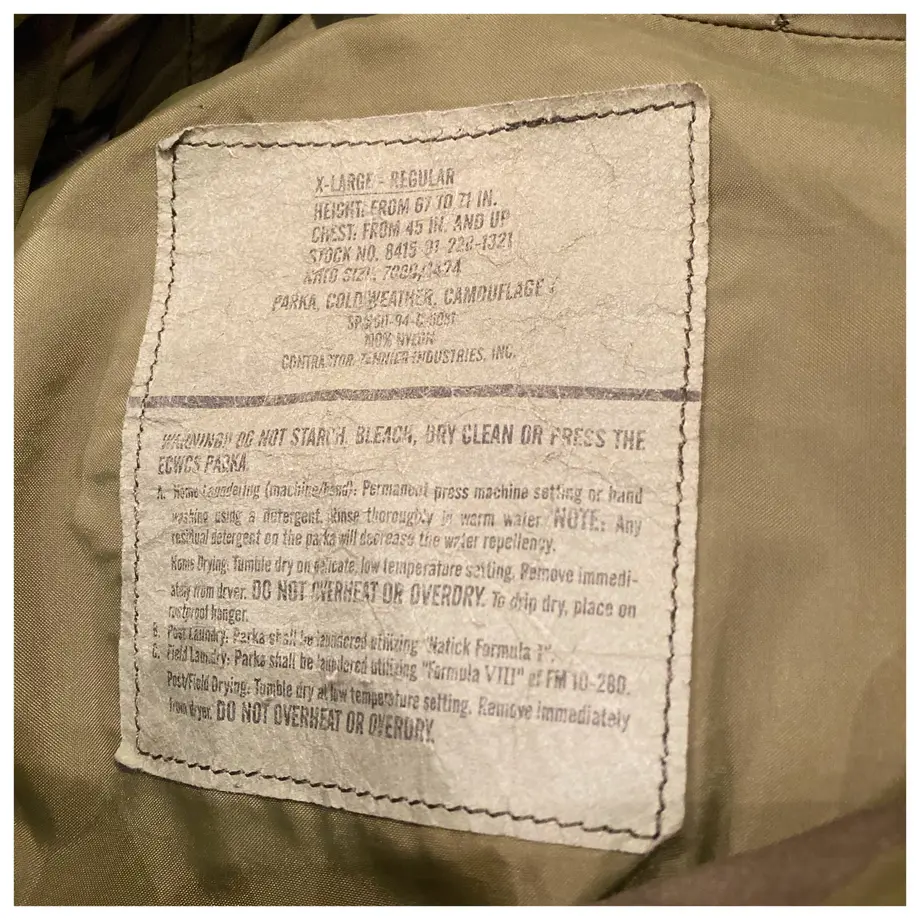 X-LARGE - REGULAR
HEIGHT: FROM 67 TO 71 IN.
CHEST: FROM 45 IN. AND UP
STOCK NO. 8415-01-228-1321
NATO SIZE:
PARKA, COLD WEATHER, CAMOUFLAGE
100% NYLON
CONTRACTOR-TENNIER INDUSTRIES, INC.
WARNING!! DO NOT STARCH, BLEACH, DRY CLEAN OR PRESS THE
ECWCS PARKA
A. Home Laundering (machine/hand): Permanent press machine setting or hand
washing using a detergent. Rinse thoroughly in warm water NOTE: Any
residual detergent on the parka will decrease the water repellency.
Home Drying: Tumble dry on delicate, low temperature setting. Remove immedi-
ately from dryer. DO NOT OVERHEAT OR OVERDRY. To drip dry, place on
rustproof hanger.
B. Post Laundry: Parka shall be laundered utilizing "Natick Formula 1".
C. Field Laundry: Parka shall be laundered utilizing "Formula VIII" of FM 10-280.
Post/Field Drying: Tumble dry at low temperature setting. Remove immediately
from dryer. DO NOT OVERHEAT OR OVERDRY.